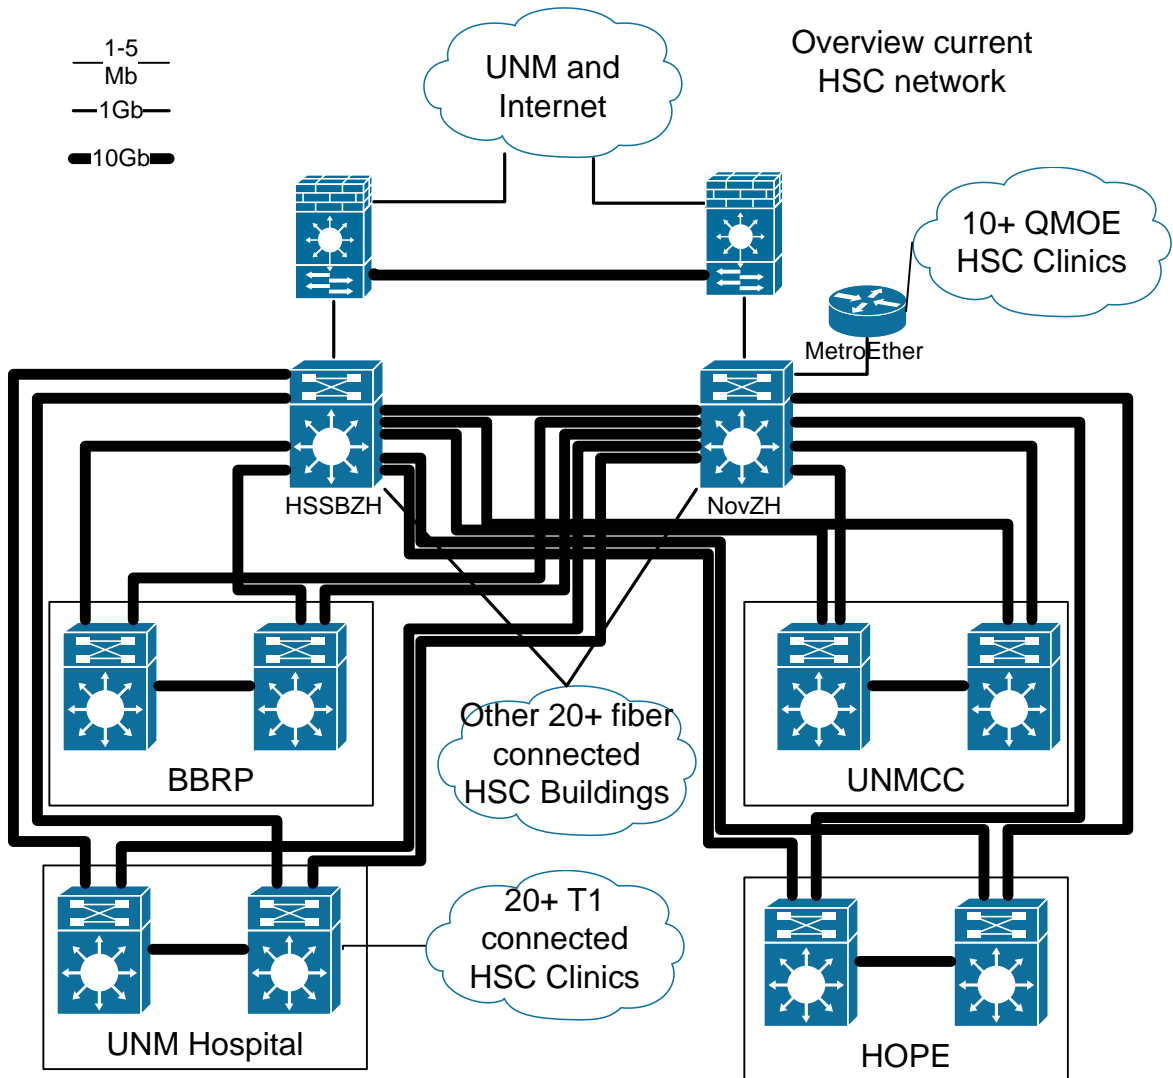 1-5
Mb
1Gb
10Gb
UNM and
Internet
Overview current
HSC network
10+ QMOE
HSC Clinics
MetroEther
HSSBZH
NovZH
BBRP
Other 20+ fiber
connected
HSC Buildings
UNMCC
UNM Hospital
20+ T1
connected
HSC Clinics
HOPE